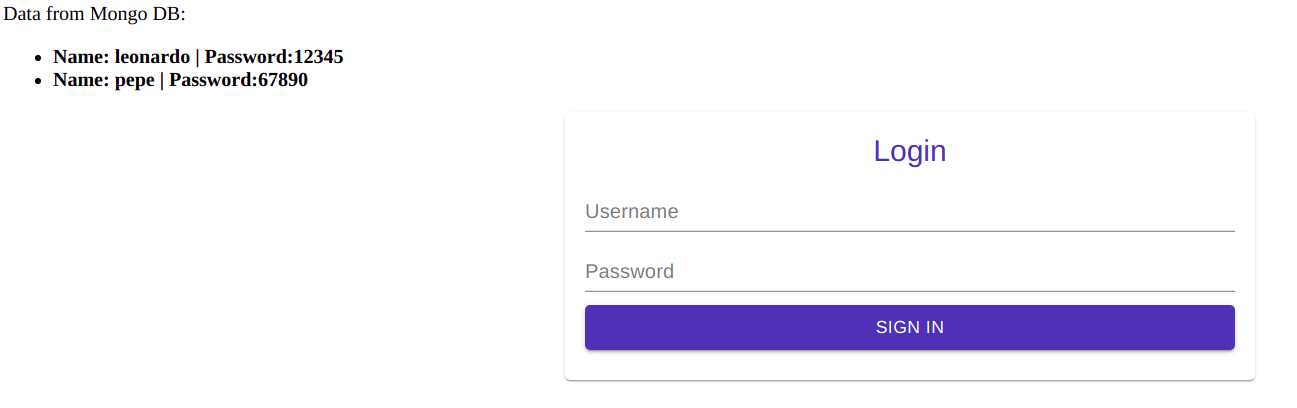 Data from Mongo DB:
Name: leonardo | Password:12345
Name: pepe | Password:67890
Login
Username
Password
SIGN IN